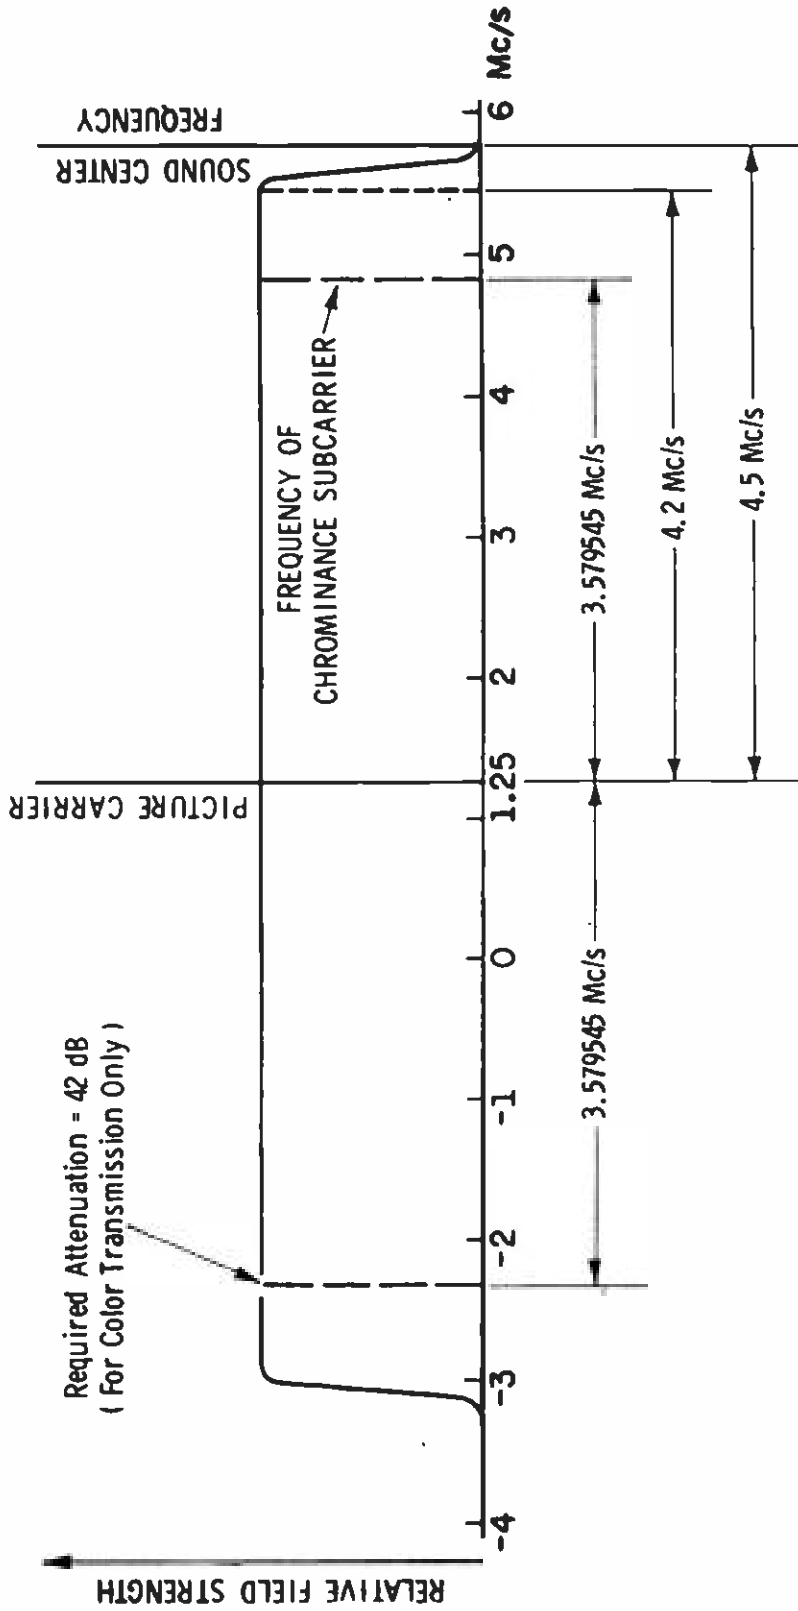 RELATIVE FIELD STRENGTH
Required Attenuation = 42 dB
( For Color Transmission Only )
PICTURE CARRIER
FREQUENCY OF
CHROMINANCE SUBCARRIER
SOUND CENTER
FREQUENCY
-4 -3 -2 -1 0 1.25 2 3 4 5 6 Mc/s
3.579545 Mc/s
3.579545 Mc/s
4.2 Mc/s
4.5 Mc/s